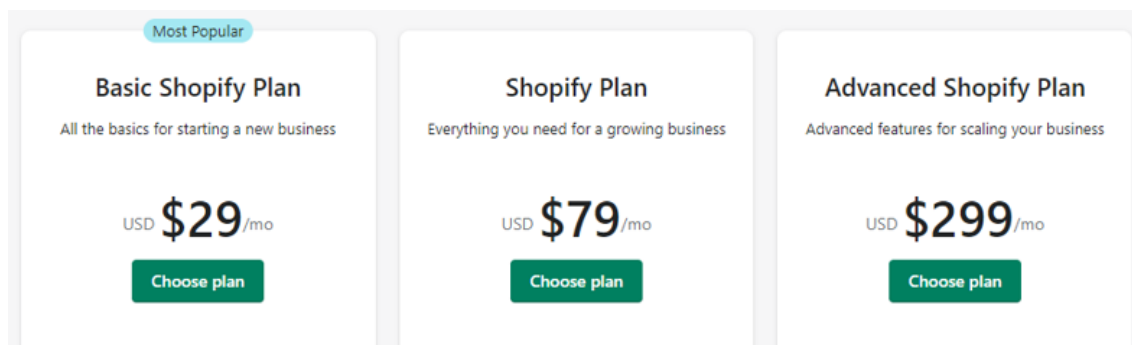 Most Popular
Basic Shopify Plan
All the basics for starting a new business
USD $29/mo
Choose plan
Shopify Plan
Everything you need for a growing business
USD $79/mo
Choose plan
Advanced Shopify Plan
Advanced features for scaling your business
USD $299/mo
Choose plan